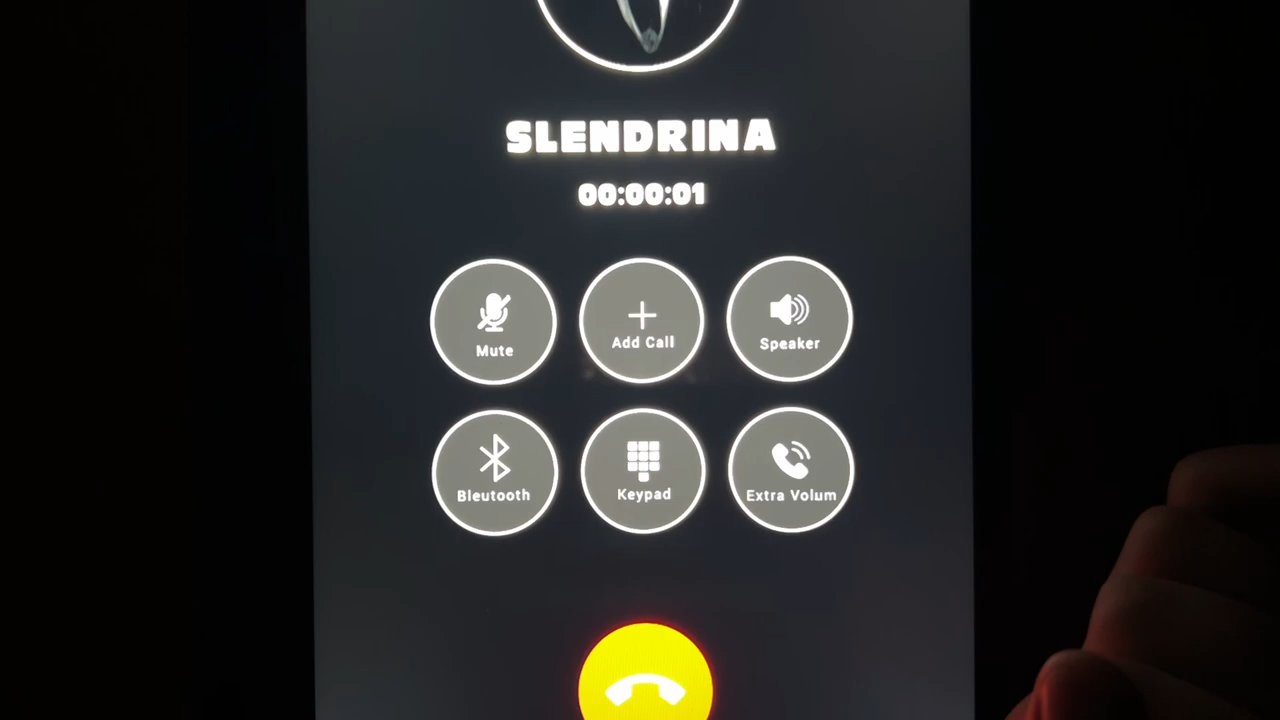 SLENDRINA
00:00:01
Mute
Add Call
Speaker
Bleutooth
Keypad
Extra Volum